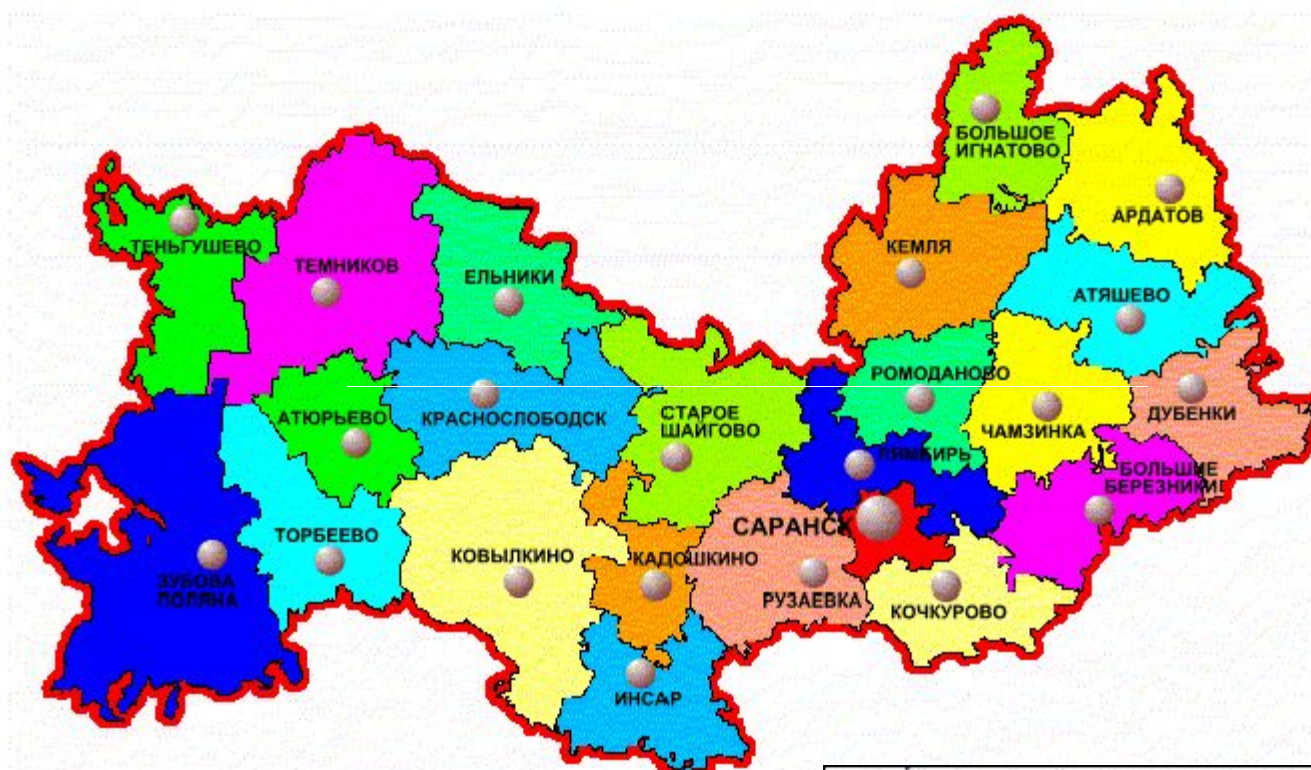 БОЛЬШОЕ
ИГНАТОВО
АРДАТОВ
ТЕНЬГУШЕВО
ТЕМНИКОВ
ЕЛЬНИКИ
КЕМЛЯ
АТЯШЕВО
РОМОДАНОВО
ДУБЕНКИ
АТЮРЬЕВО
КРАСНОСЛОБОДСК
СТАРОЕ
ШАЙГОВО
ЧАМЗИНКА
ЛЯМБИРЬ
БОЛЬШИЕ
БЕРЕЗНИКИ
САРАНСК
ТОРБЕЕВО
КОВЫЛКИНО
КАДОШКИНО
ЗУБОВА
ПОЛЯНА
РУЗАЕВКА
КОЧКУРОВО
ИНСАР